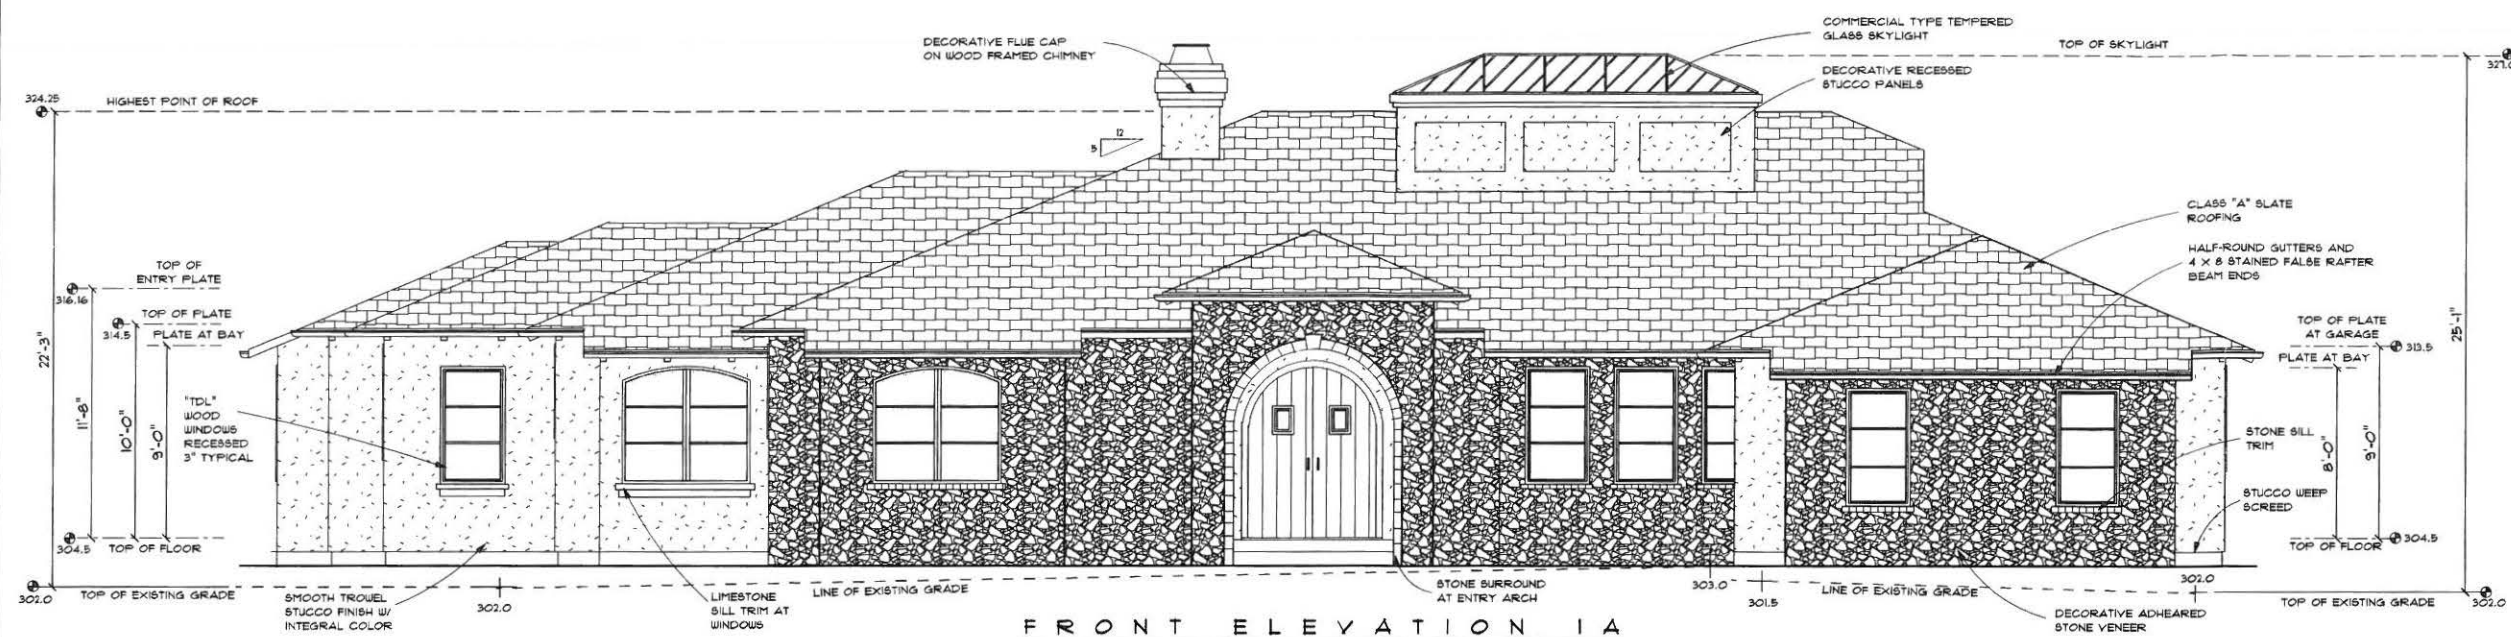 COMMERCIAL TYPE TEMPERED
GLASS SKYLIGHT
TOP OF SKYLIGHT
DECORATIVE FLUE CAP
ON WOOD FRAMED CHIMNEY
DECORATIVE RECESSED
STUCCO PANELS
324.25
HIGHEST POINT OF ROOF
12
5
CLASS "A" SLATE
ROOFING
HALF-ROUND GUTTERS AND
4 X 8 STAINED FALSE RAFTER
BEAM ENDS
TOP OF
ENTRY PLATE
316.16
TOP OF PLATE
314.5
PLATE AT BAY
TOP OF PLATE
AT GARAGE
313.5
PLATE AT BAY
22'-3"
11'-8"
10'-0"
9'-0"
"TDL"
WOOD
WINDOWS
RECESSED
3" TYPICAL
25'-1"
8'-0"
9'-0"
STONE SILL
TRIM
STUCCO WEEP
SCREED
304.5
TOP OF FLOOR
304.5
TOP OF FLOOR
302.0
TOP OF EXISTING GRADE
SMOOTH TROWEL
STUCCO FINISH W/
INTEGRAL COLOR
302.0
LIMESTONE
SILL TRIM AT
WINDOWS
LINE OF EXISTING GRADE
STONE SURROUND
AT ENTRY ARCH
303.0
301.5
LINE OF EXISTING GRADE
302.0
DECORATIVE ADHEARED
STONE VENEER
TOP OF EXISTING GRADE
302.0
FRONT ELEVATION 1A